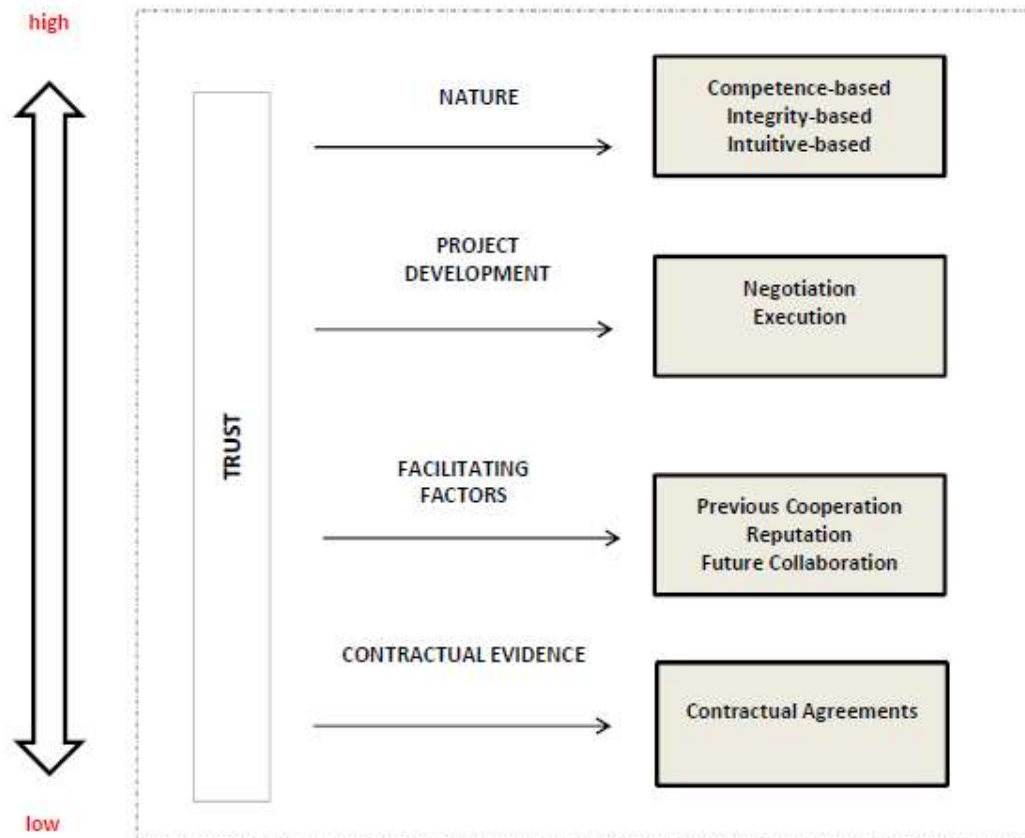 high
NATURE
Competence-based
Integrity-based
Intuitive-based
PROJECT
DEVELOPMENT
Negotiation
Execution
TRUST
FACILITATING
FACTORS
Previous Cooperation
Reputation
Future Collaboration
CONTRACTUAL EVIDENCE
Contractual Agreements
low